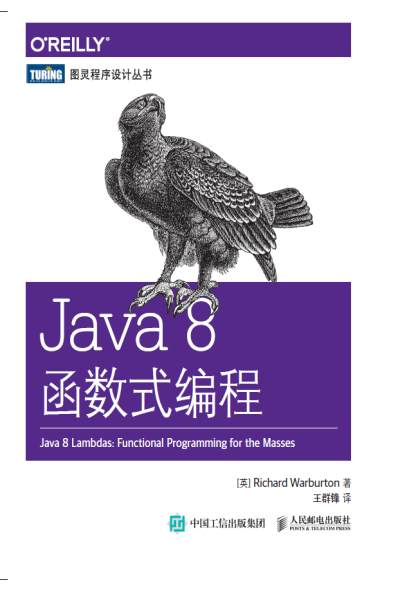 O'REILLY®
TURING 图灵程序设计丛书
Java 8
函数式编程
Java 8 Lambdas: Functional Programming for the Masses
[英] Richard Warburton 著
王群锋 译
中国工信出版集团 人民邮电出版社
POSTS & TELECOM PRESS